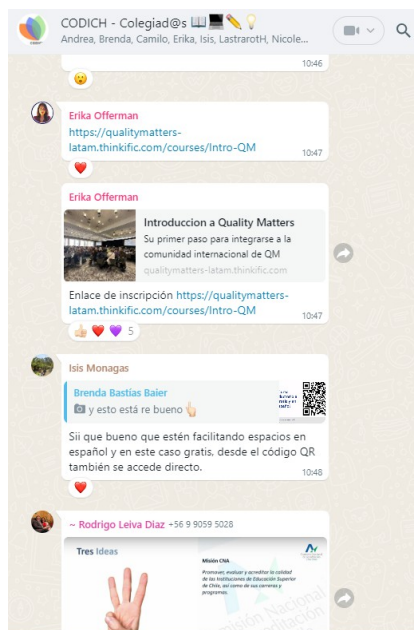 CODICH - Colegiad@s 📖💻✏️💡
Andrea, Brenda, Camilo, Erika, Isis, LastrarotH, Nicole...
10:46
Erika Offerman
https://qualitymatters-
latam.thinkific.com/courses/Intro-QM
10:47
Erika Offerman
Introduccion a Quality Matters
Su primer paso para integrarse a la
comunidad internacional de QM
qualitymatters-latam.thinkific.com
Enlace de inscripción https://qualitymatters-
latam.thinkific.com/courses/Intro-QM
10:47
5
Isis Monagas
Brenda Bastías Baier
y esto está re bueno 👆🏻
Sii que bueno que estén facilitando espacios en
español y en este caso gratis, desde el código QR
también se accede directo.
10:48
~ Rodrigo Leiva Diaz +56 9 9059 5028
Tres Ideas
Misión CNA
Promover, evaluar y acreditar la calidad
de las Instituciones de Educación Superior
de Chile, así como de sus carreras y
programas.